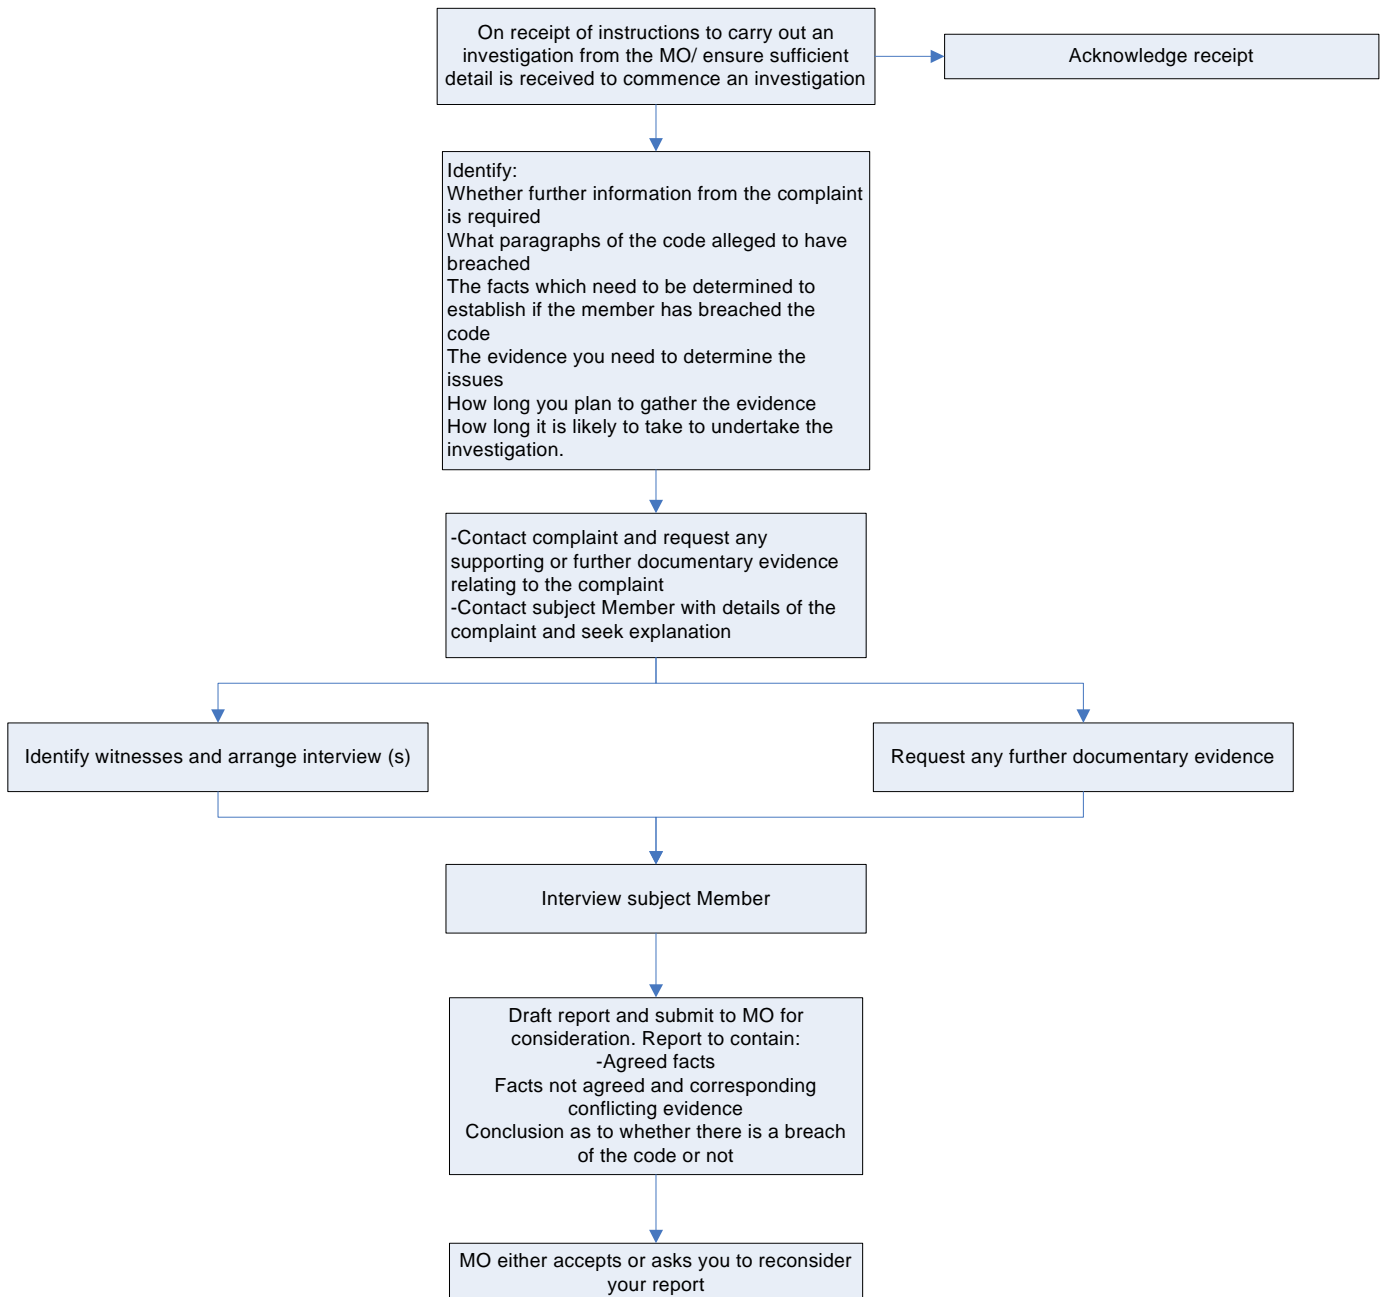 On receipt of instructions to carry out an
investigation from the MO/ ensure sufficient
detail is received to commence an investigation
Acknowledge receipt
Identify:
Whether further information from the complaint
is required
What paragraphs of the code alleged to have
breached
The facts which need to be determined to
establish if the member has breached the
code
The evidence you need to determine the
issues
How long you plan to gather the evidence
How long it is likely to take to undertake the
investigation.
-Contact complaint and request any
supporting or further documentary evidence
relating to the complaint
-Contact subject Member with details of the
complaint and seek explanation
Identify witnesses and arrange interview (s)
Request any further documentary evidence
Interview subject Member
Draft report and submit to MO for
consideration. Report to contain:
-Agreed facts
Facts not agreed and corresponding
conflicting evidence
Conclusion as to whether there is a breach
of the code or not
MO either accepts or asks you to reconsider
your report